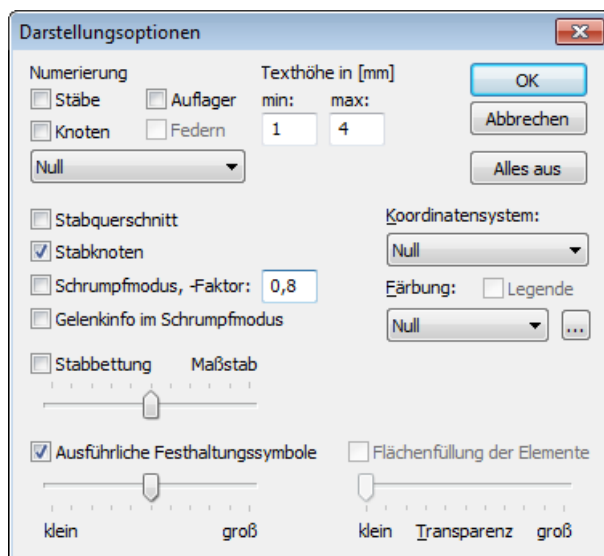 Darstellungsoptionen
Numerierung
Stäbe
Auflager
Knoten
Federn
Null
Texthöhe in [mm]
min:
max:
1
4
OK
Abbrechen
Alles aus
Stabquerschnitt
Stabknoten
Schrumpfmodus, -Faktor:
0,8
Gelenkinfo im Schrumpfmodus
Koordinatensystem:
Null
Färbung:
Legende
Null
...
Stabbettung
Maßstab
Ausführliche Festhaltungssymbole
klein
groß
Flächenfüllung der Elemente
klein
Transparenz
groß